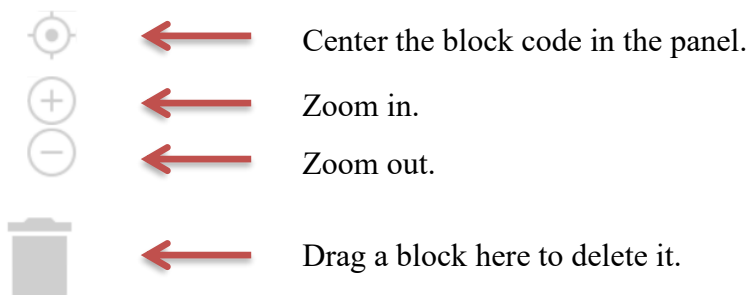 Center the block code in the panel.
Zoom in.
Zoom out.
Drag a block here to delete it.